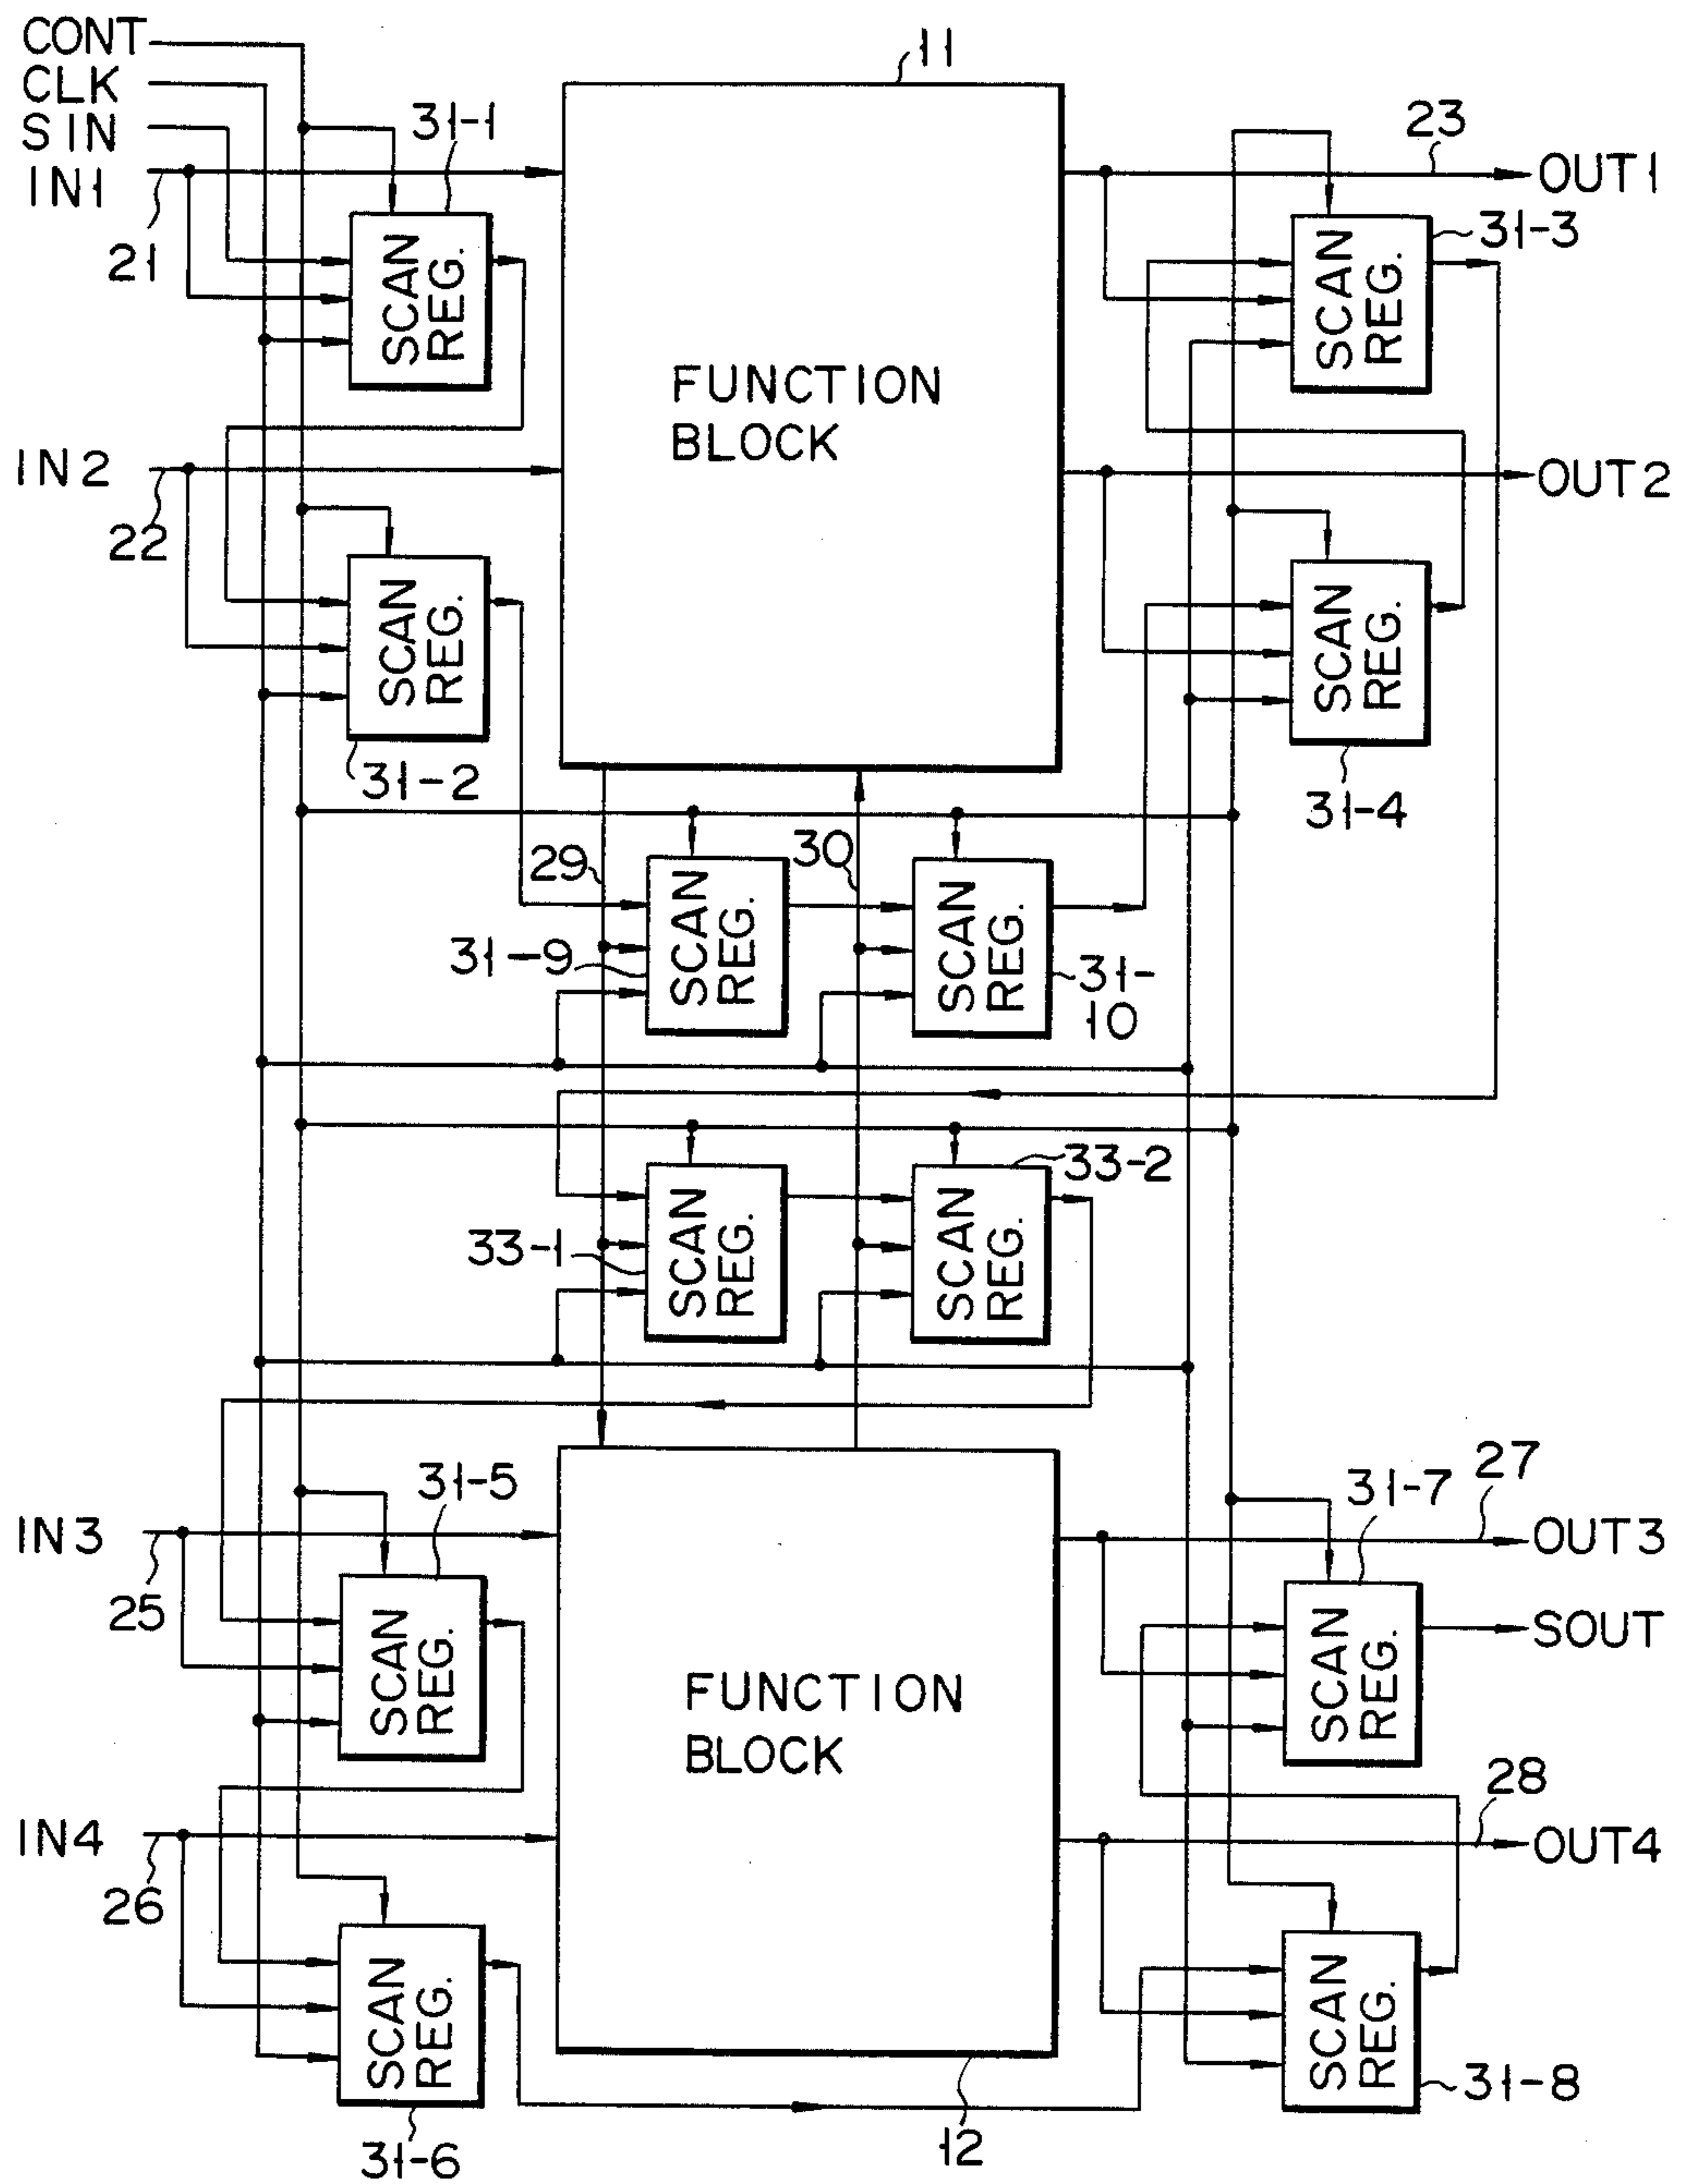 CONT
CLK
SIN
IN1
21
31-1
11
23
OUT1
31-3
SCAN
REG.
SCAN
REG.
FUNCTION
BLOCK
IN2
22
OUT2
SCAN
REG.
31-2
SCAN
REG.
31-4
29
30
31-9
SCAN
REG.
SCAN
REG.
31-
10
33-1
SCAN
REG.
33-2
SCAN
REG.
IN3
25
31-5
SCAN
REG.
31-7
27
OUT3
SCAN
REG.
SOUT
FUNCTION
BLOCK
IN4
26
28
OUT4
SCAN
REG.
31-6
SCAN
REG.
31-8
12